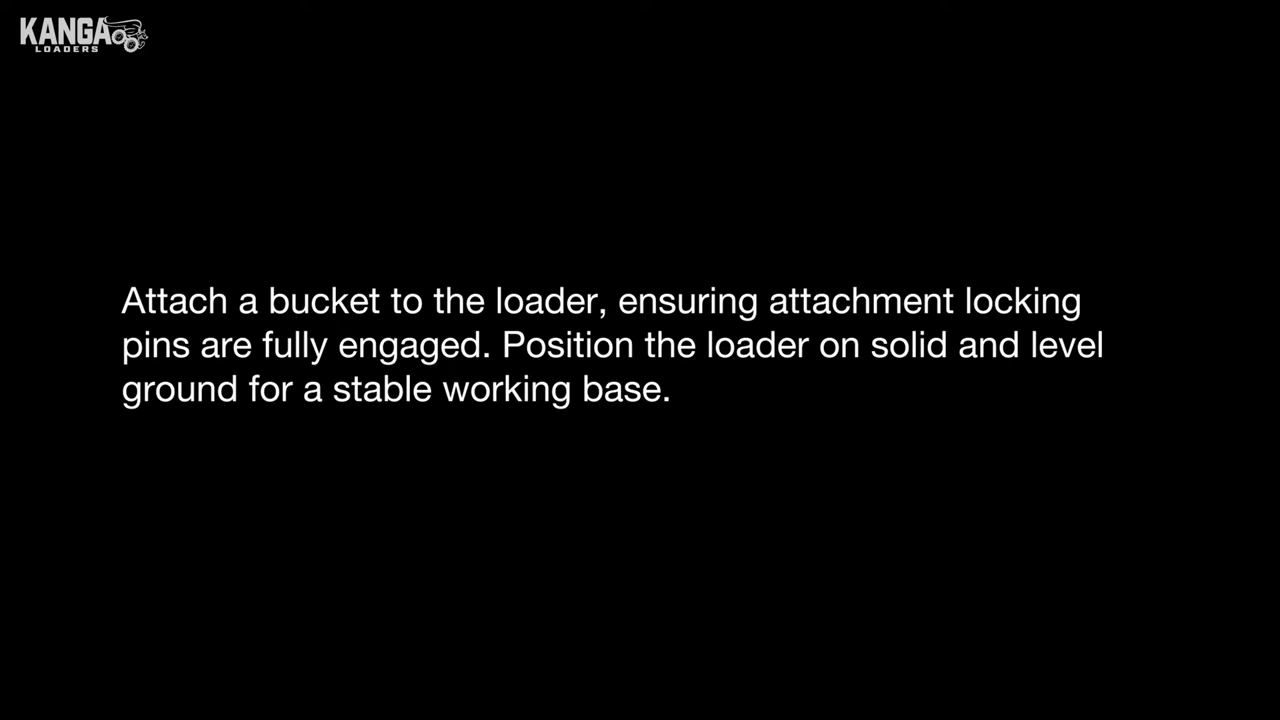 KANGA
LOADERS
Attach a bucket to the loader, ensuring attachment locking
pins are fully engaged. Position the loader on solid and level
ground for a stable working base.